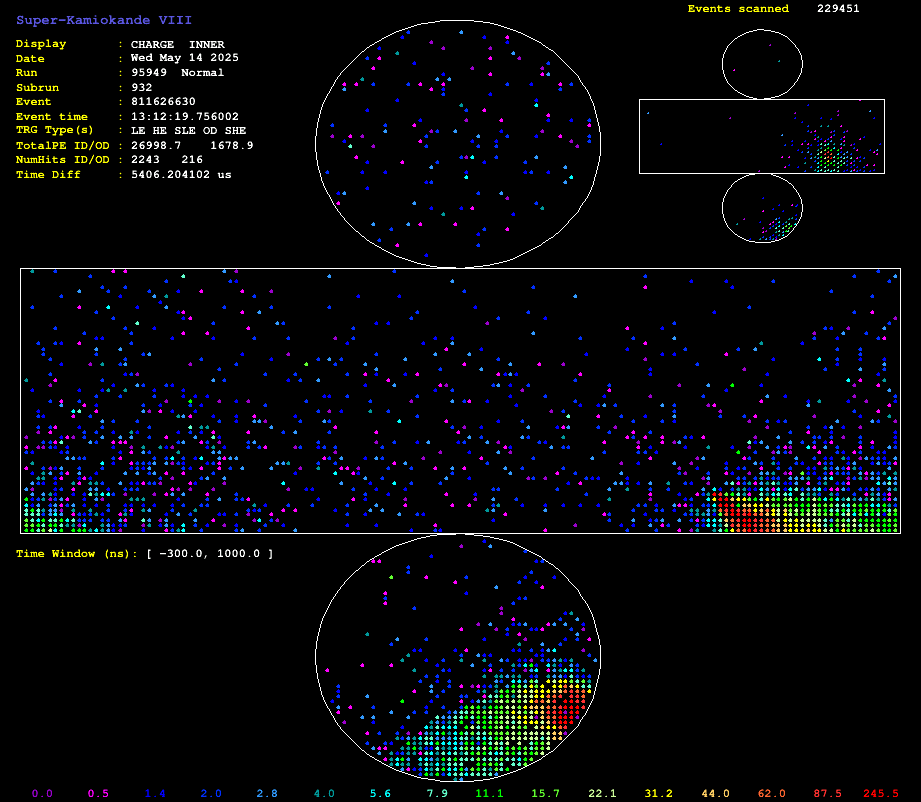 Super-Kamiokande VIII
Events scanned 229451
Display : CHARGE INNER
Date : Wed May 14 2025
Run : 95949 Normal
Subrun : 932
Event : 811626630
Event time : 13:12:19.756002
TRG Type(s) : LE HE SLE OD SHE
TotalPE ID/OD : 26998.7 1678.9
NumHits ID/OD : 2243 216
Time Diff : 5406.204102 us
Time Window (ns): [ −300.0, 1000.0 ]
0.0 0.5 1.4 2.0 2.8 4.0 5.6 7.9 11.1 15.7 22.1 31.2 44.0 62.0 87.5 245.5